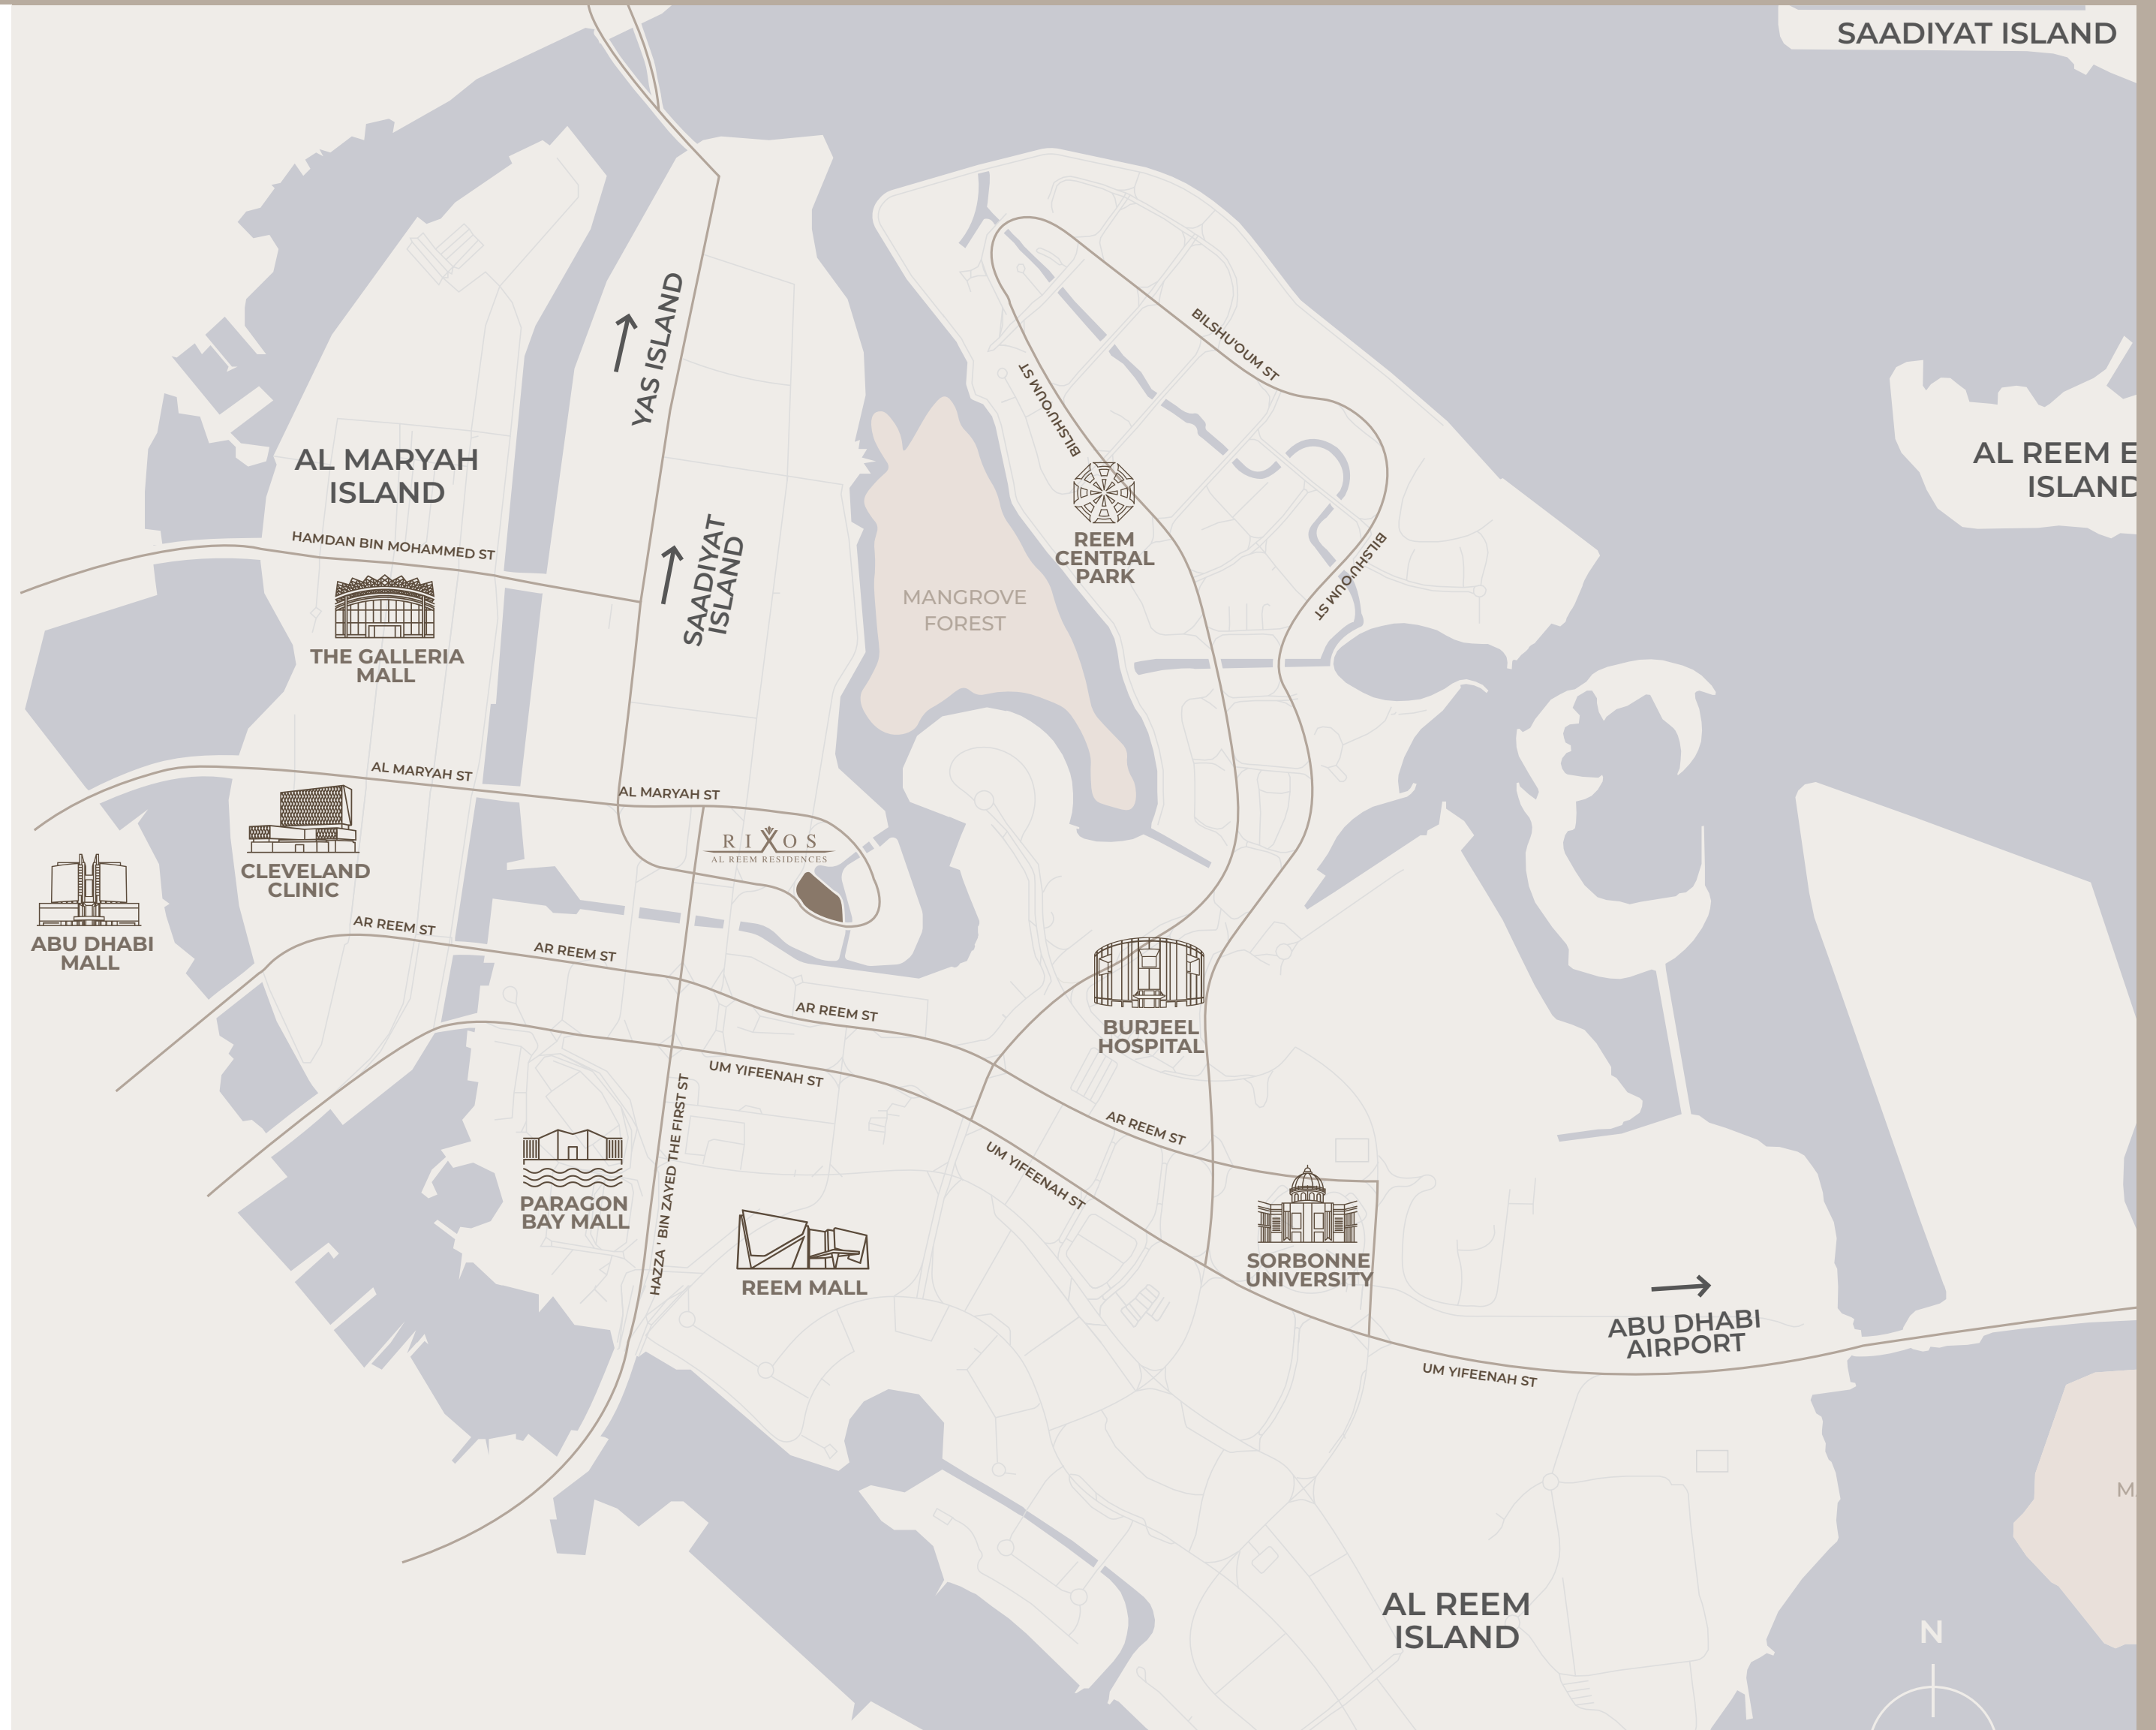 SAADIYAT ISLAND
YAS ISLAND
BILSHU'OUM ST
BILSHU'OUM ST
AL MARYAH
ISLAND
AL REEM E
ISLAND
HAMDAN BIN MOHAMMED ST
SAADIYAT
ISLAND
REEM
CENTRAL
PARK
BILSHU'OUM ST
MANGROVE
FOREST
THE GALLERIA
MALL
AL MARYAH ST
AL MARYAH ST
RIXOS
AL REEM RESIDENCES
CLEVELAND
CLINIC
ABU DHABI
MALL
AR REEM ST
AR REEM ST
AR REEM ST
BURJEEL
HOSPITAL
UM YIFEENAH ST
AR REEM ST
UM YIFEENAH ST
HAZZA ' BIN ZAYED THE FIRST ST
PARAGON
BAY MALL
REEM MALL
SORBONNE
UNIVERSITY
ABU DHABI
AIRPORT
UM YIFEENAH ST
AL REEM
ISLAND
N